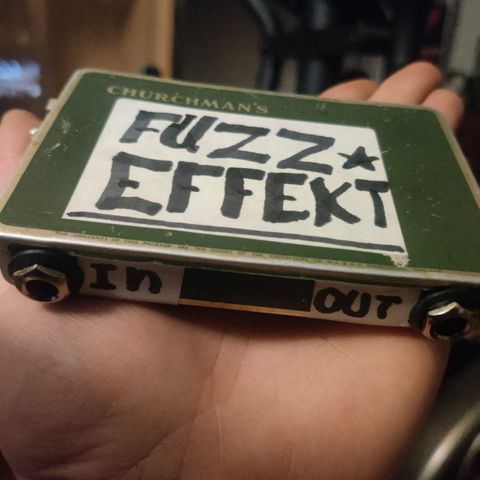 CHURCHMAN'S
FUZZ★
EFFEKT
In
OUT